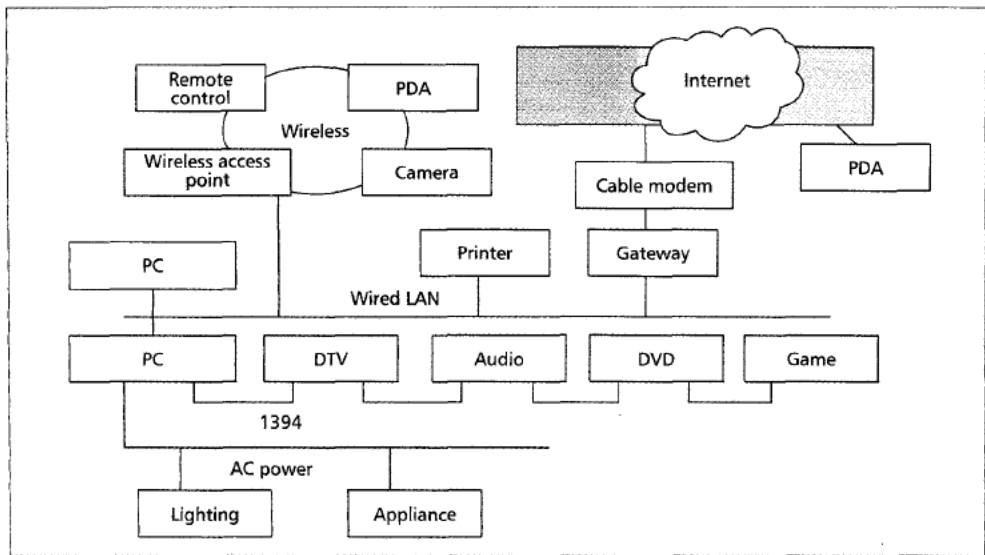 Remote
control
PDA
Internet
Wireless
Wireless access
point
Camera
Cable modem
PDA
PC
Printer
Gateway
Wired LAN
PC
DTV
Audio
DVD
Game
1394
AC power
Lighting
Appliance